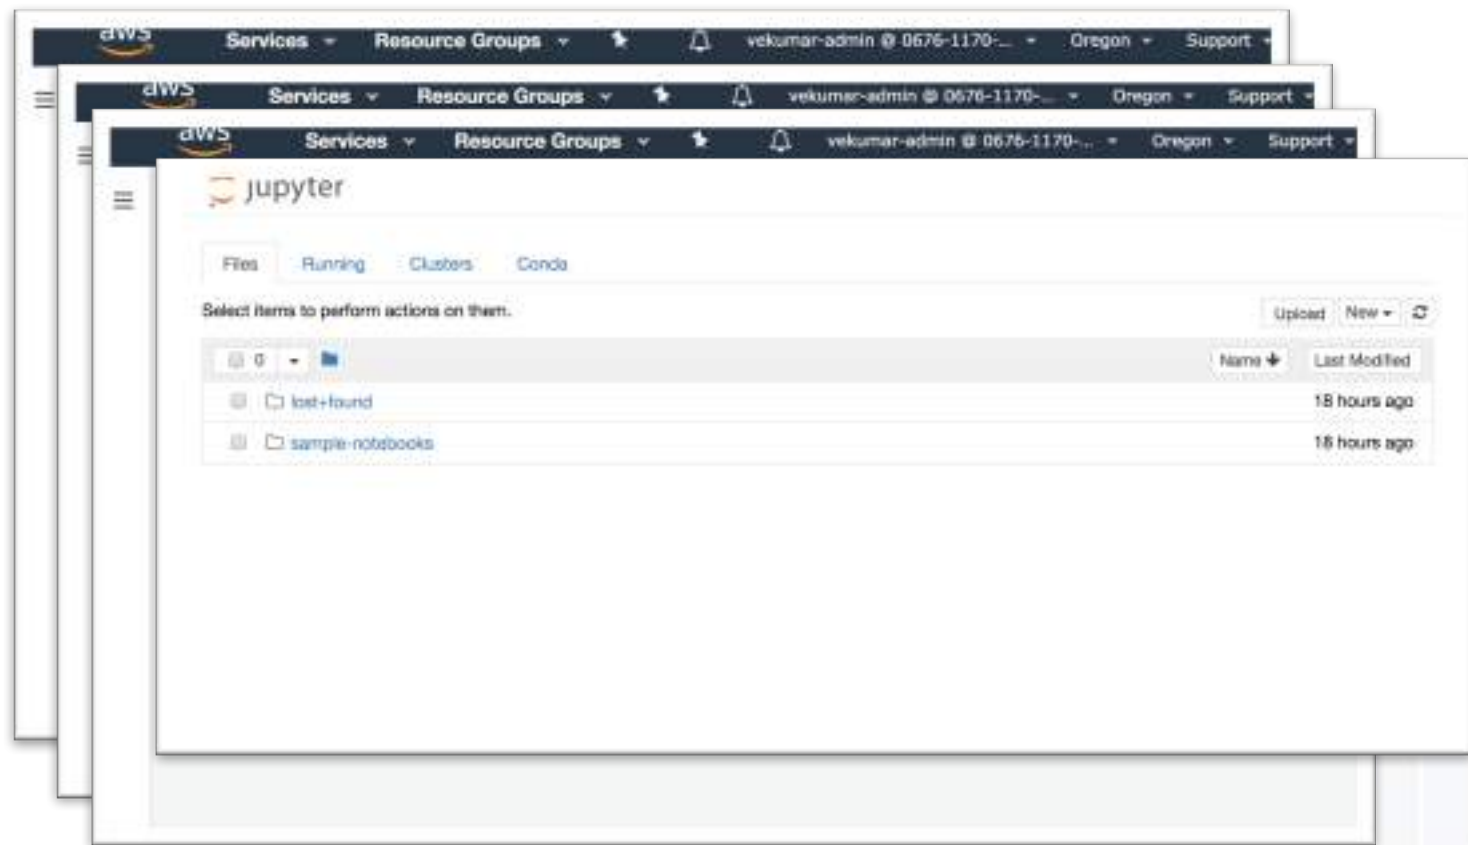 aws Services Resource Groups vekumar-admin @ 0676-1170-... Oregon Support
aws Services Resource Groups vekumar-admin @ 0676-1170-... Oregon Support
aws Services Resource Groups vekumar-admin @ 0676-1170-... Oregon Support
jupyter
Files Running Clusters Conda
Select items to perform actions on them.
Upload New
0 Name Last Modified
lost+found 18 hours ago
sample-notebooks 18 hours ago